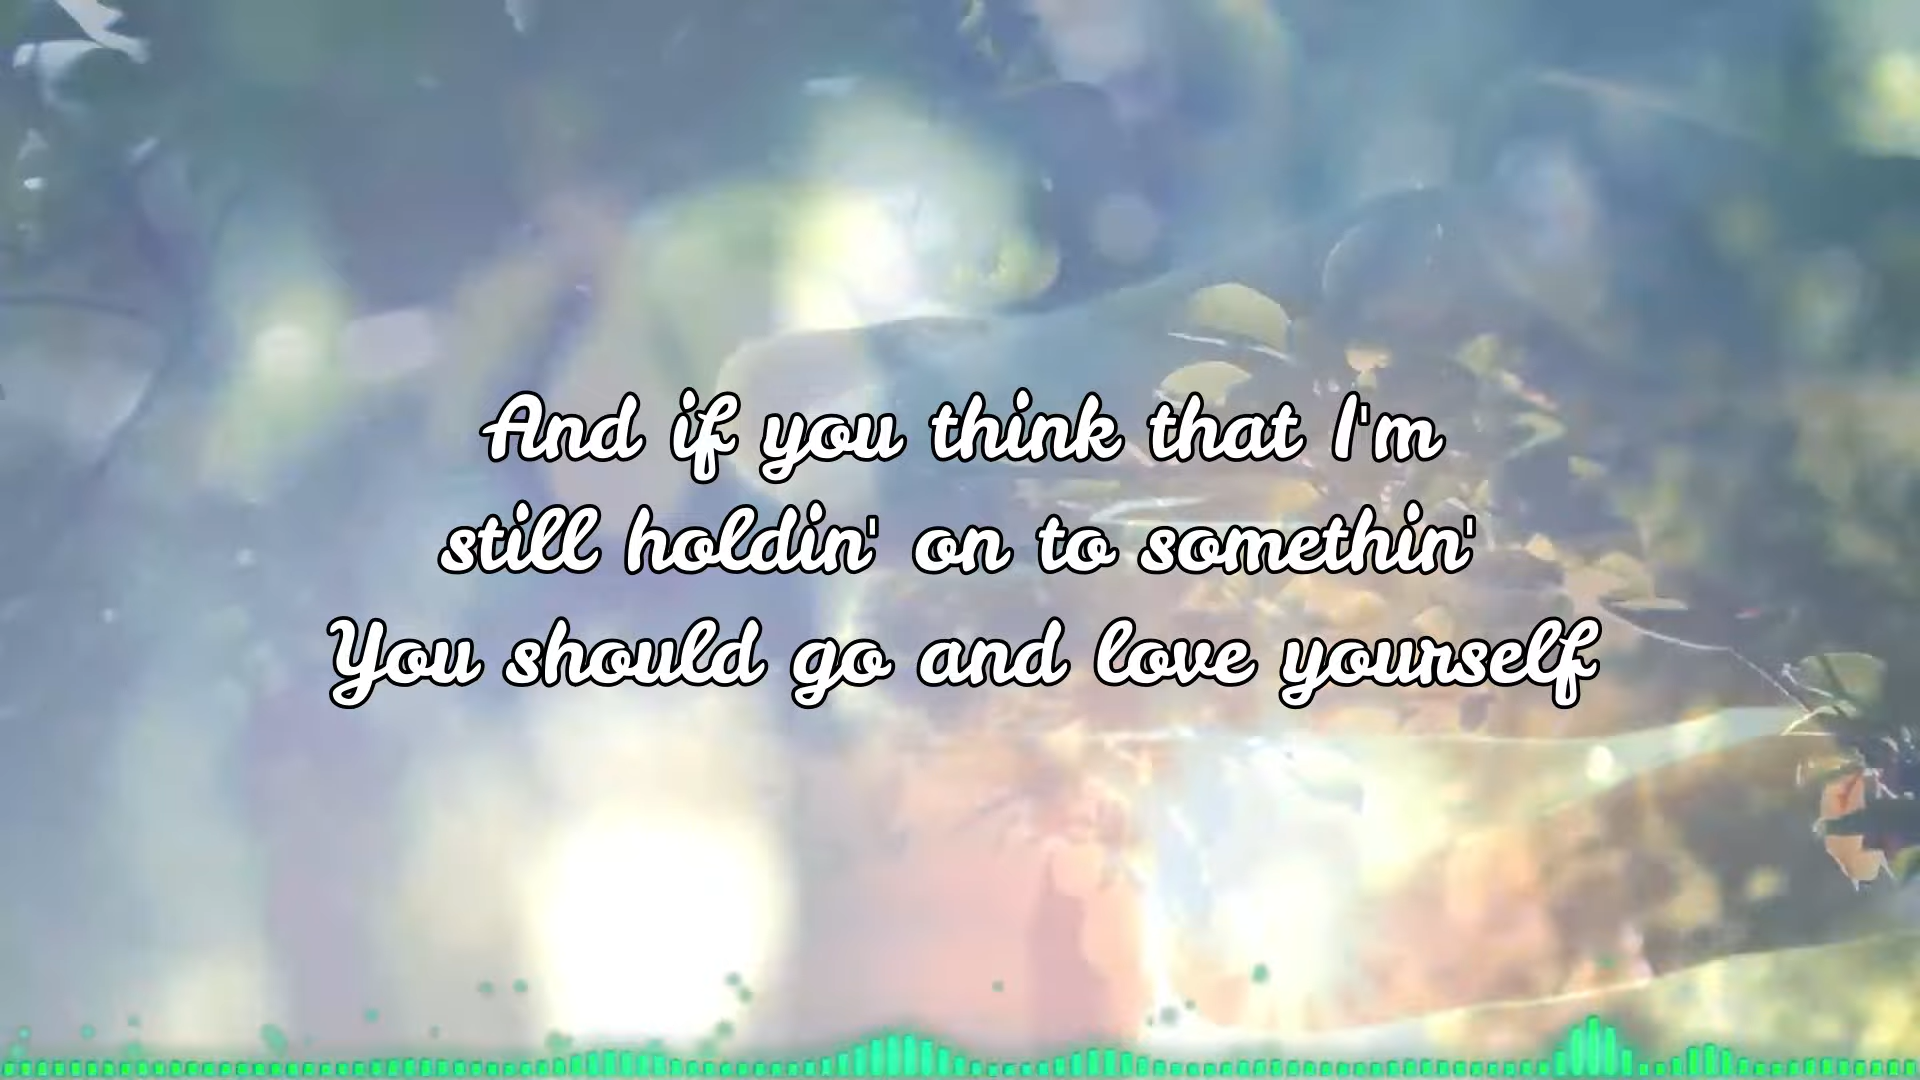 And if you think that I'm
still holdin' on to somethin'
You should go and love yourself